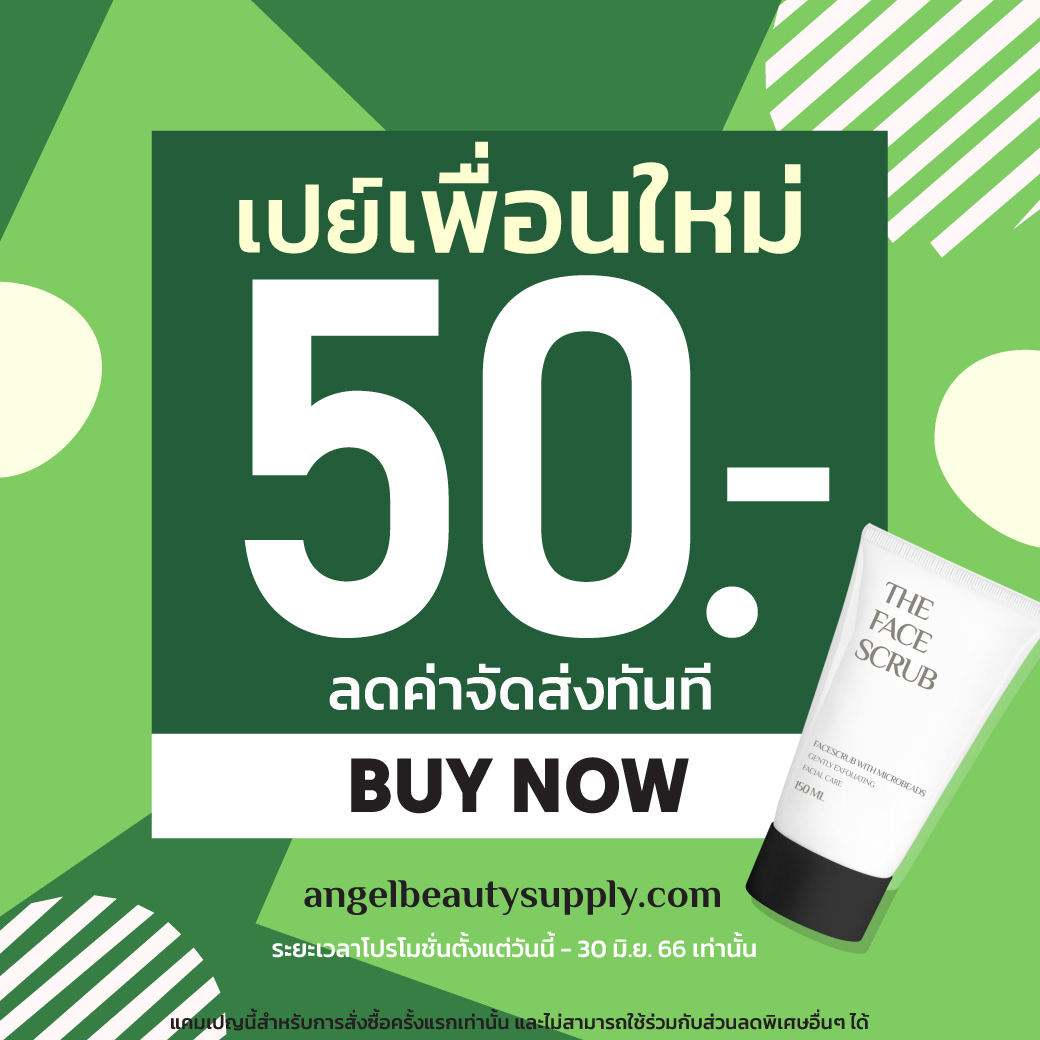 เปย์เพื่อนใหม่
50.-
ลดค่าจัดส่งทันที
BUY NOW
THE
FACE
SCRUB
FACESCRUB WITH MICROBEADS
GENTLY EXFOLIATING
FACIAL CARE
150 ML
angelbeautysupply.com
ระยะเวลาโปรโมชั่นตั้งแต่วันนี้ - 30 มิ.ย. 66 เท่านั้น
แคมเปญนี้สำหรับการสั่งซื้อครั้งแรกเท่านั้น และไม่สามารถใช้ร่วมกับส่วนลดพิเศษอื่นๆ ได้